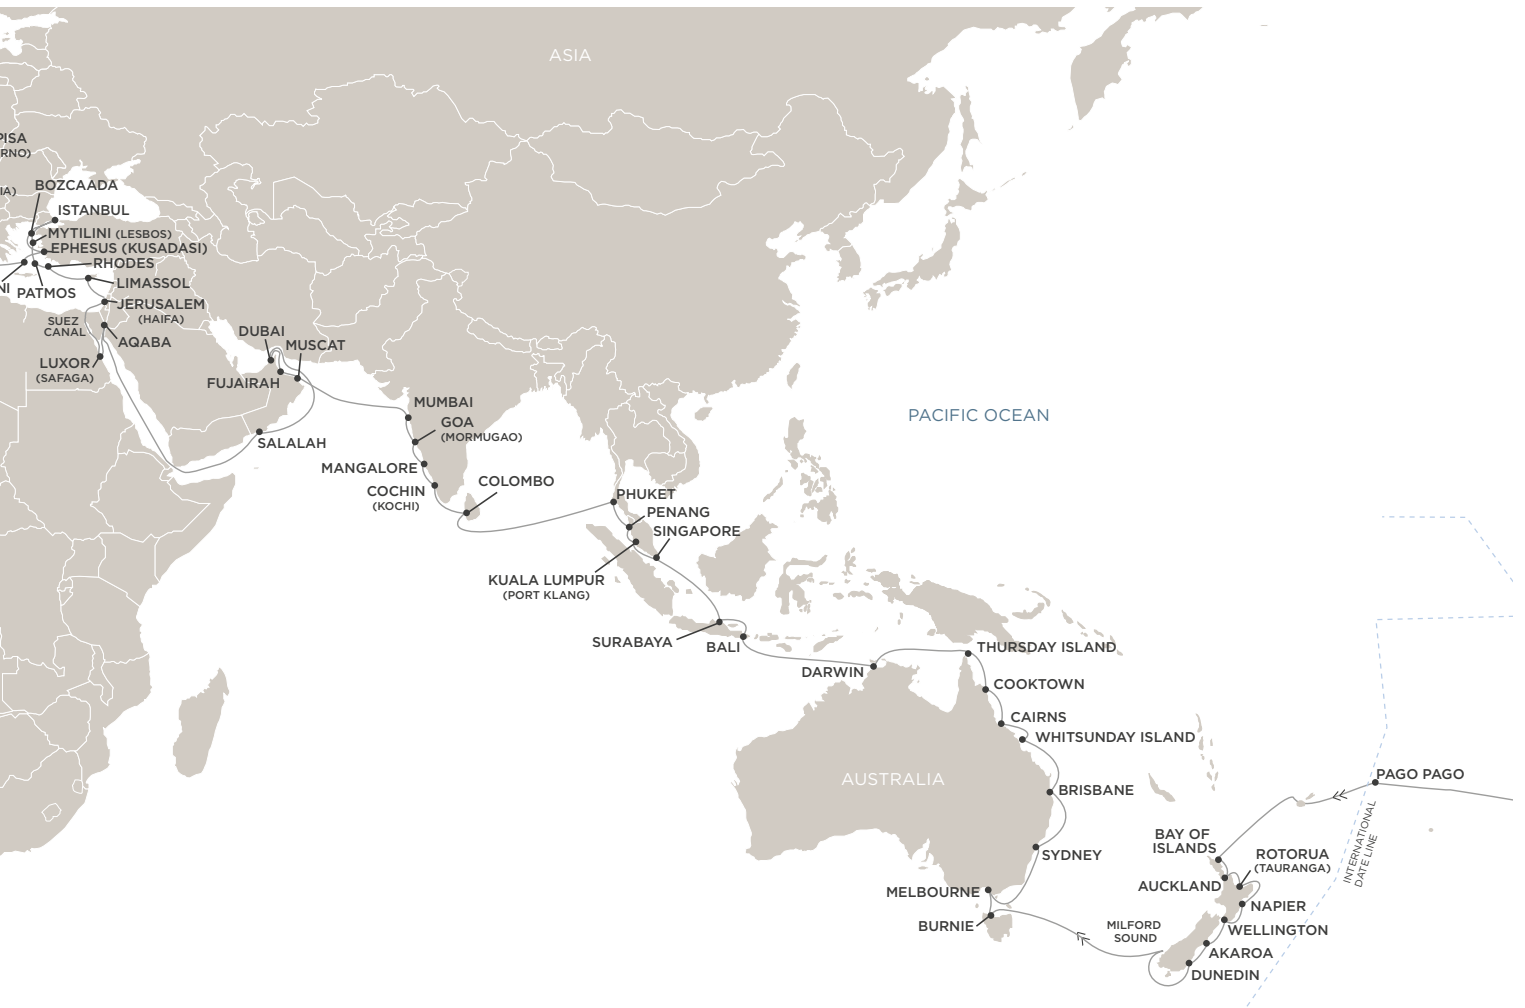 ASIA
PISA
RNO)
IA)
BOZCAADA
ISTANBUL
MYTILINI (LESBOS)
EPHESUS (KUSADASI)
RHODES
NI
PATMOS
LIMASSOL
JERUSALEM
(HAIFA)
SUEZ
CANAL
AQABA
LUXOR
(SAFAGA)
DUBAI
MUSCAT
FUJAIRAH
SALALAH
MUMBAI
GOA
(MORMUGAO)
MANGALORE
COCHIN
(KOCHI)
COLOMBO
PACIFIC OCEAN
PHUKET
PENANG
SINGAPORE
KUALA LUMPUR
(PORT KLANG)
SURABAYA
BALI
DARWIN
THURSDAY ISLAND
COOKTOWN
CAIRNS
WHITSUNDAY ISLAND
AUSTRALIA
BRISBANE
SYDNEY
MELBOURNE
BURNIE
PAGO PAGO
INTERNATIONAL
DATE LINE
BAY OF
ISLANDS
ROTORUA
(TAURANGA)
AUCKLAND
NAPIER
WELLINGTON
MILFORD
SOUND
AKAROA
DUNEDIN